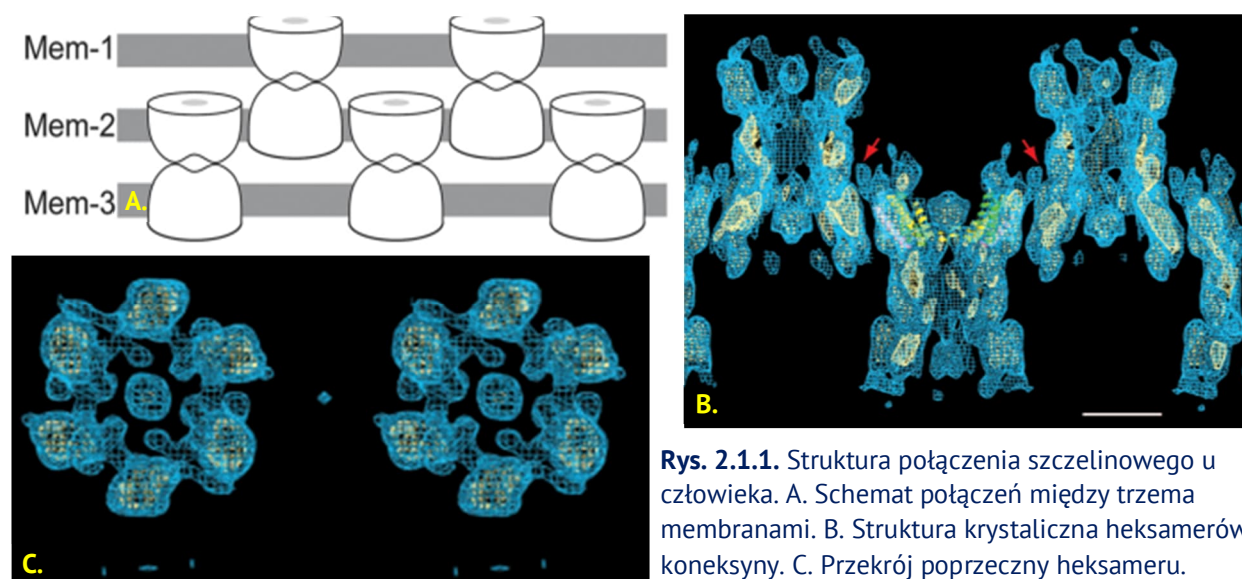 Mem-1
Mem-2
Mem-3
A.
B.
C.
Rys. 2.1.1. Struktura połączenia szczelinowego u
człowieka. A. Schemat połączeń między trzema
membranami. B. Struktura krystaliczna heksamerów
koneksyny. C. Przekrój poprzeczny heksameru.